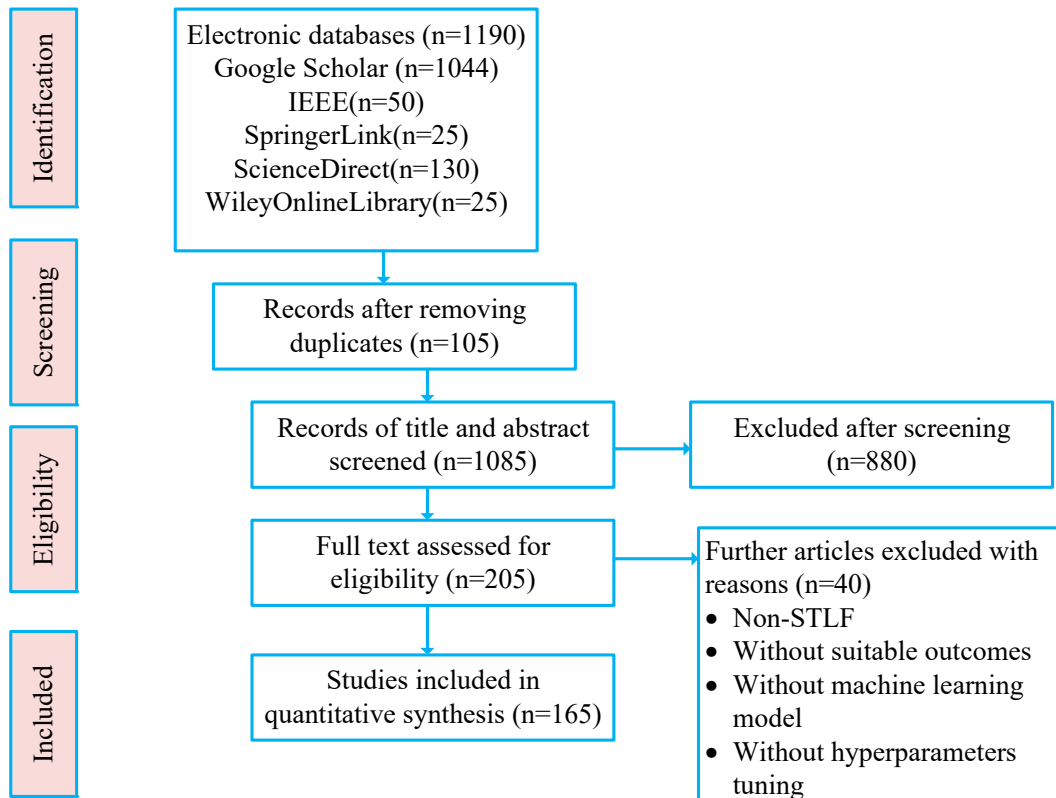 Identification
Electronic databases (n=1190)
Google Scholar (n=1044)
IEEE(n=50)
SpringerLink(n=25)
ScienceDirect(n=130)
WileyOnlineLibrary(n=25)
Screening
Records after removing
duplicates (n=105)
Records of title and abstract
screened (n=1085)
Excluded after screening
(n=880)
Eligibility
Full text assessed for
eligibility (n=205)
Further articles excluded with
reasons (n=40)
• Non-STLF
• Without suitable outcomes
• Without machine learning
model
• Without hyperparameters
tuning
Included
Studies included in
quantitative synthesis (n=165)